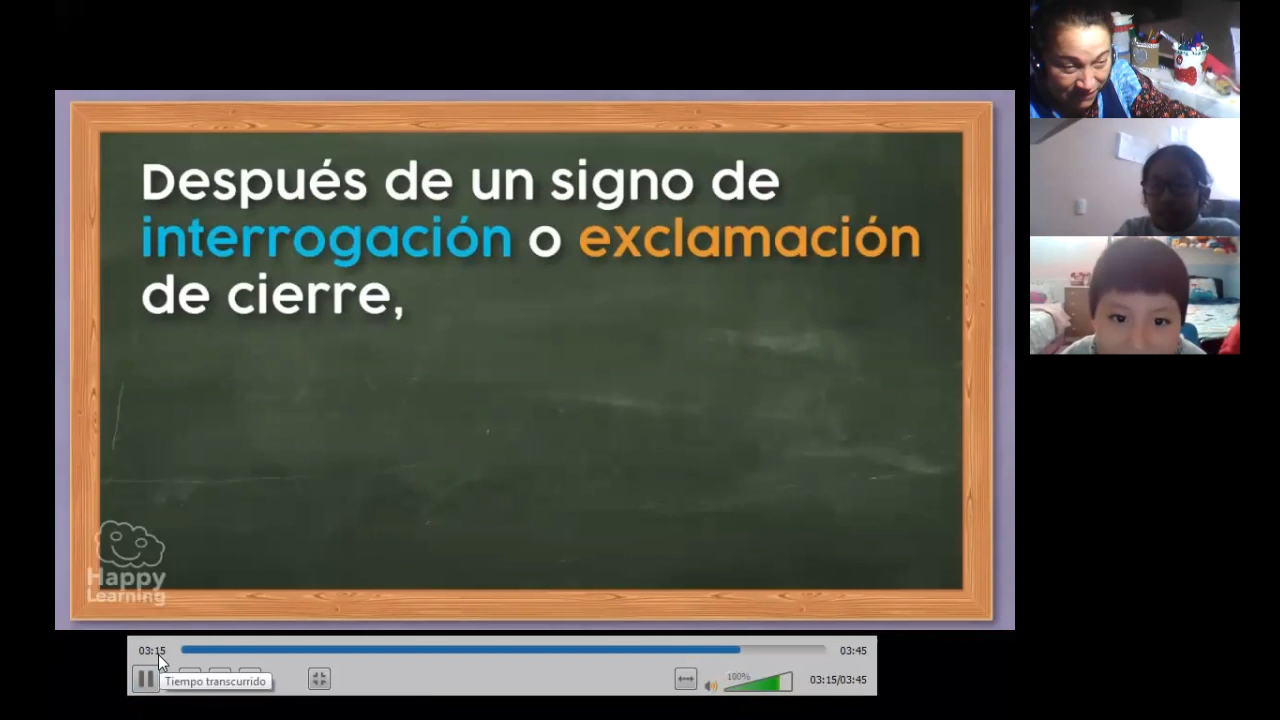 Después de un signo de
interrogación o exclamación
de cierre,
Happy
Learning
03:15
03:45
Tiempo transcurrido
100%
03:15/03:45